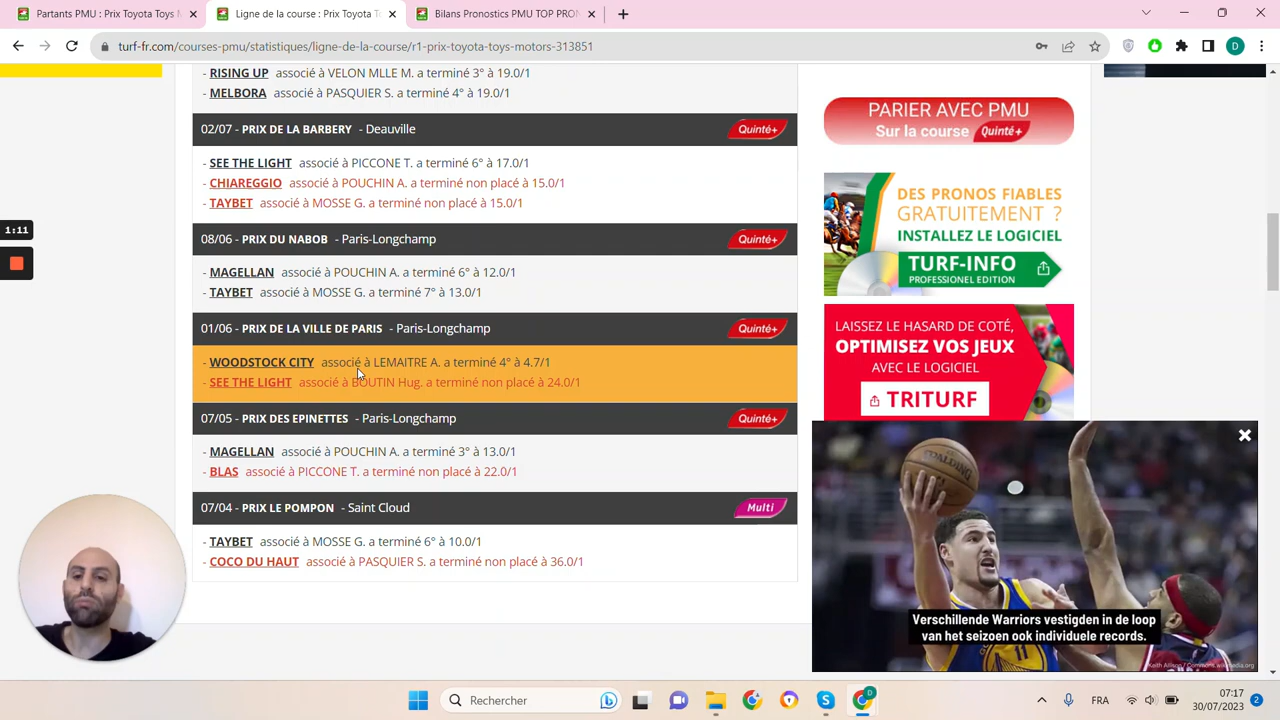 Partants PMU : Prix Toyota Toys M
Ligne de la course : Prix Toyota T
Bilans Pronostics PMU TOP PRON
turf-fr.com/courses-pmu/statistiques/ligne-de-la-course/r1-prix-toyota-toys-motors-313851
D
- RISING UP associé à VELON MLLE M. a terminé 3° à 19.0/1
- MELBORA associé à PASQUIER S. a terminé 4° à 19.0/1
02/07 - PRIX DE LA BARBERY - Deauville Quinté+
- SEE THE LIGHT associé à PICCONE T. a terminé 6° à 17.0/1
- CHIAREGGIO associé à POUCHIN A. a terminé non placé à 15.0/1
- TAYBET associé à MOSSE G. a terminé non placé à 15.0/1
08/06 - PRIX DU NABOB - Paris-Longchamp Quinté+
- MAGELLAN associé à POUCHIN A. a terminé 6° à 12.0/1
- TAYBET associé à MOSSE G. a terminé 7° à 13.0/1
01/06 - PRIX DE LA VILLE DE PARIS - Paris-Longchamp Quinté+
- WOODSTOCK CITY associé à LEMAITRE A. a terminé 4° à 4.7/1
- SEE THE LIGHT associé à BOUTIN Hug. a terminé non placé à 24.0/1
07/05 - PRIX DES EPINETTES - Paris-Longchamp Quinté+
- MAGELLAN associé à POUCHIN A. a terminé 3° à 13.0/1
- BLAS associé à PICCONE T. a terminé non placé à 22.0/1
07/04 - PRIX LE POMPON - Saint Cloud Multi
- TAYBET associé à MOSSE G. a terminé 6° à 10.0/1
- COCO DU HAUT associé à PASQUIER S. a terminé non placé à 36.0/1
1:11
PARIER AVEC PMU
Sur la course Quinté+
DES PRONOS FIABLES
GRATUITEMENT ?
INSTALLEZ LE LOGICIEL
TURF-INFO
PROFESSIONEL EDITION
LAISSEZ LE HASARD DE COTÉ,
OPTIMISEZ VOS JEUX
AVEC LE LOGICIEL
TRITURF
11
Verschillende Warriors vestigden in de loop
van het seizoen ook individuele records.
Keith Allison / Commons.wikimedia.org
Rechercher
D
FRA
07:17
30/07/2023
2